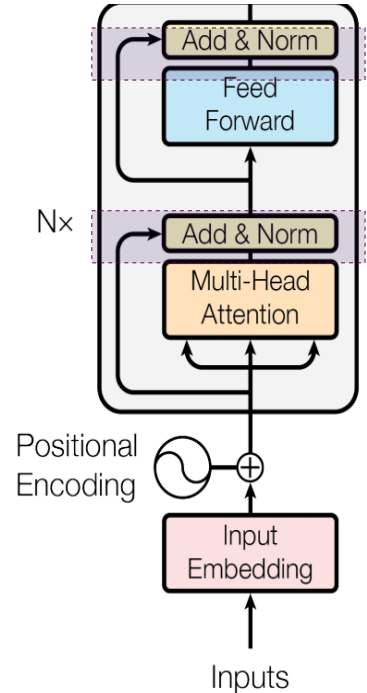 Add & Norm
Feed
Forward
N×
Add & Norm
Multi-Head
Attention
Positional
Encoding
Input
Embedding
Inputs